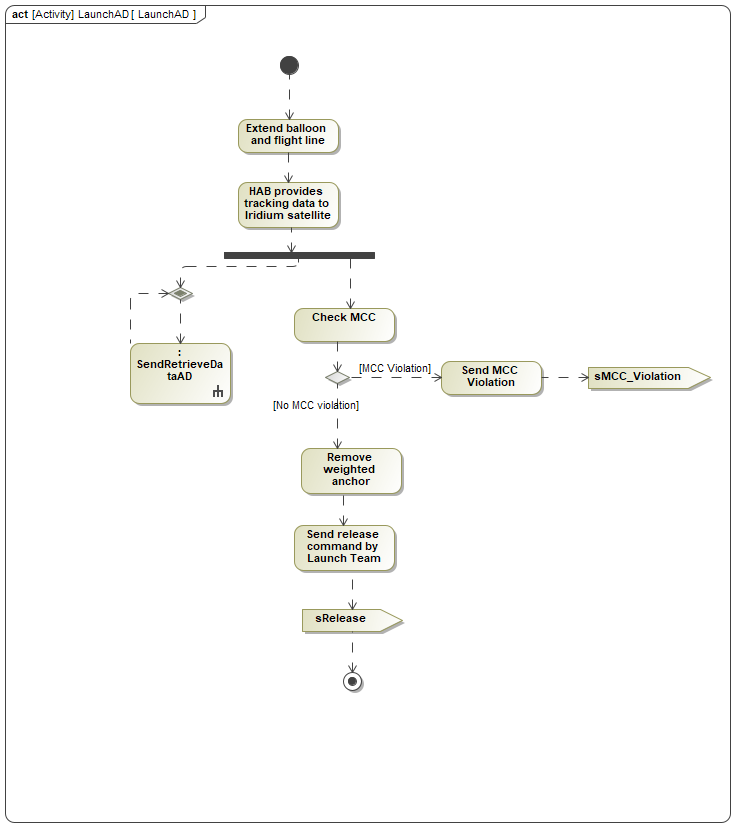 act [Activity] LaunchAD [ LaunchAD ]
Extend balloon
and flight line
HAB provides
tracking data to
Iridium satellite
Check MCC
:
SendRetrieveDa
taAD
[MCC Violation]
Send MCC
Violation
sMCC_Violation
[No MCC violation]
Remove
weighted
anchor
Send release
command by
Launch Team
sRelease